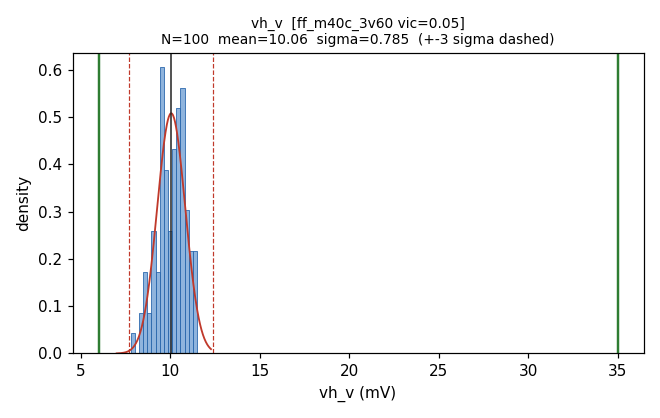 vh_v  [ff_m40c_3v60 vic=0.05]
N=100  mean=10.06  sigma=0.785  (+-3 sigma dashed)
density
0.6
0.5
0.4
0.3
0.2
0.1
0.0
5 10 15 20 25 30 35
vh_v (mV)